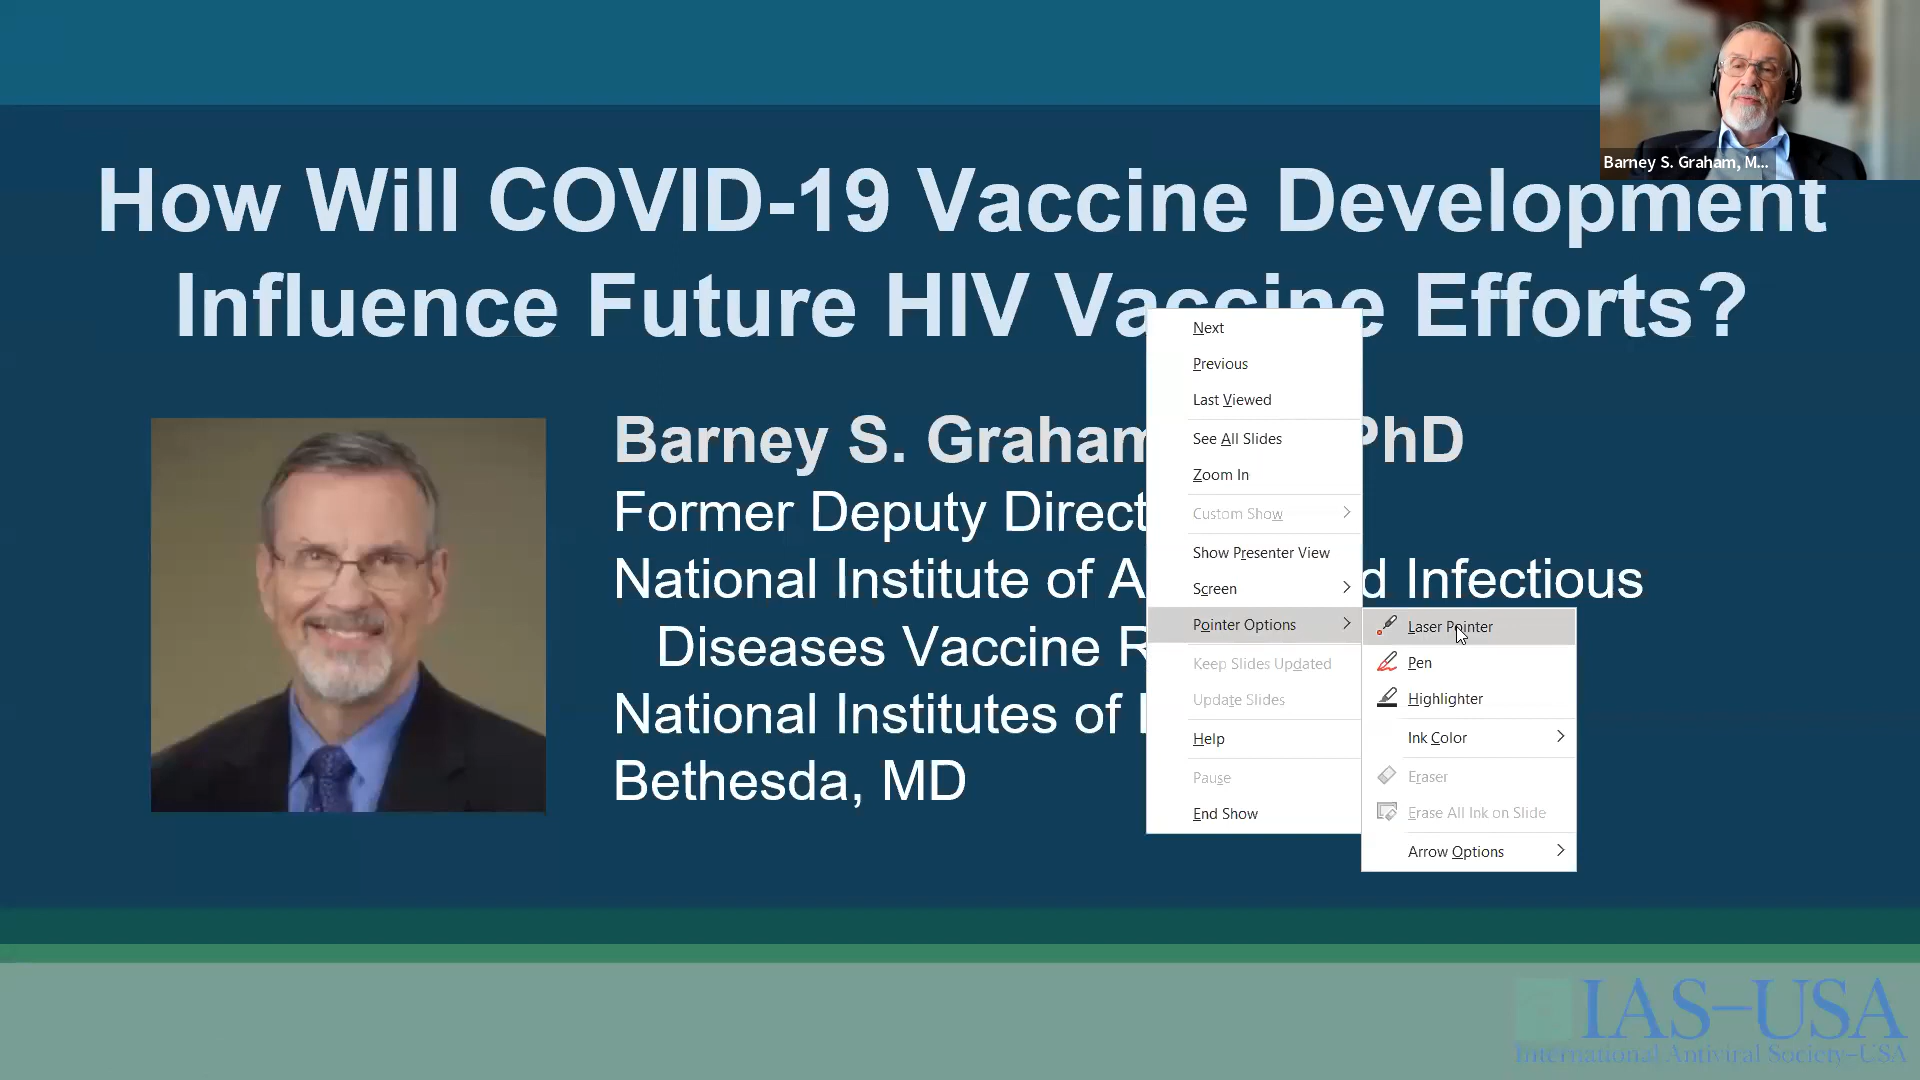 How Will COVID-19 Vaccine Development
Influence Future HIV Vaccine Efforts?
Barney S. Graham, M...
Barney S. Graham PhD
Former Deputy Direct
National Institute of A d Infectious
Diseases Vaccine R
National Institutes of
Bethesda, MD
Next
Previous
Last Viewed
See All Slides
Zoom In
Custom Show
Show Presenter View
Screen
Pointer Options
Keep Slides Updated
Update Slides
Help
Pause
End Show
Laser Pointer
Pen
Highlighter
Ink Color
Eraser
Erase All Ink on Slide
Arrow Options
IAS–USA
International Antiviral Society–USA